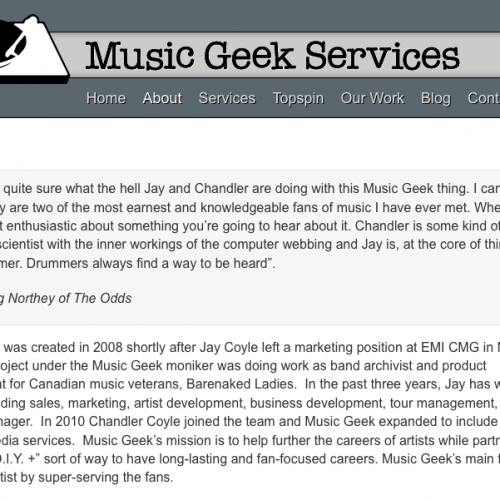 Music Geek Services
Home About Services Topspin Our Work Blog Cont
quite sure what the hell Jay and Chandler are doing with this Music Geek thing. I can
y are two of the most earnest and knowledgeable fans of music I have ever met. Whe
t enthusiastic about something you're going to hear about it. Chandler is some kind of
scientist with the inner workings of the computer webbing and Jay is, at the core of thi
mer. Drummers always find a way to be heard”.
g Northey of The Odds
was created in 2008 shortly after Jay Coyle left a marketing position at EMI CMG in N
roject under the Music Geek moniker was doing work as band archivist and product
nt for Canadian music veterans, Barenaked Ladies. In the past three years, Jay has w
ding sales, marketing, artist development, business development, tour management,
nager. In 2010 Chandler Coyle joined the team and Music Geek expanded to include
dia services. Music Geek's mission is to help further the careers of artists while partn
D.I.Y. +” sort of way to have long-lasting and fan-focused careers. Music Geek's main f
tist by super-serving the fans.